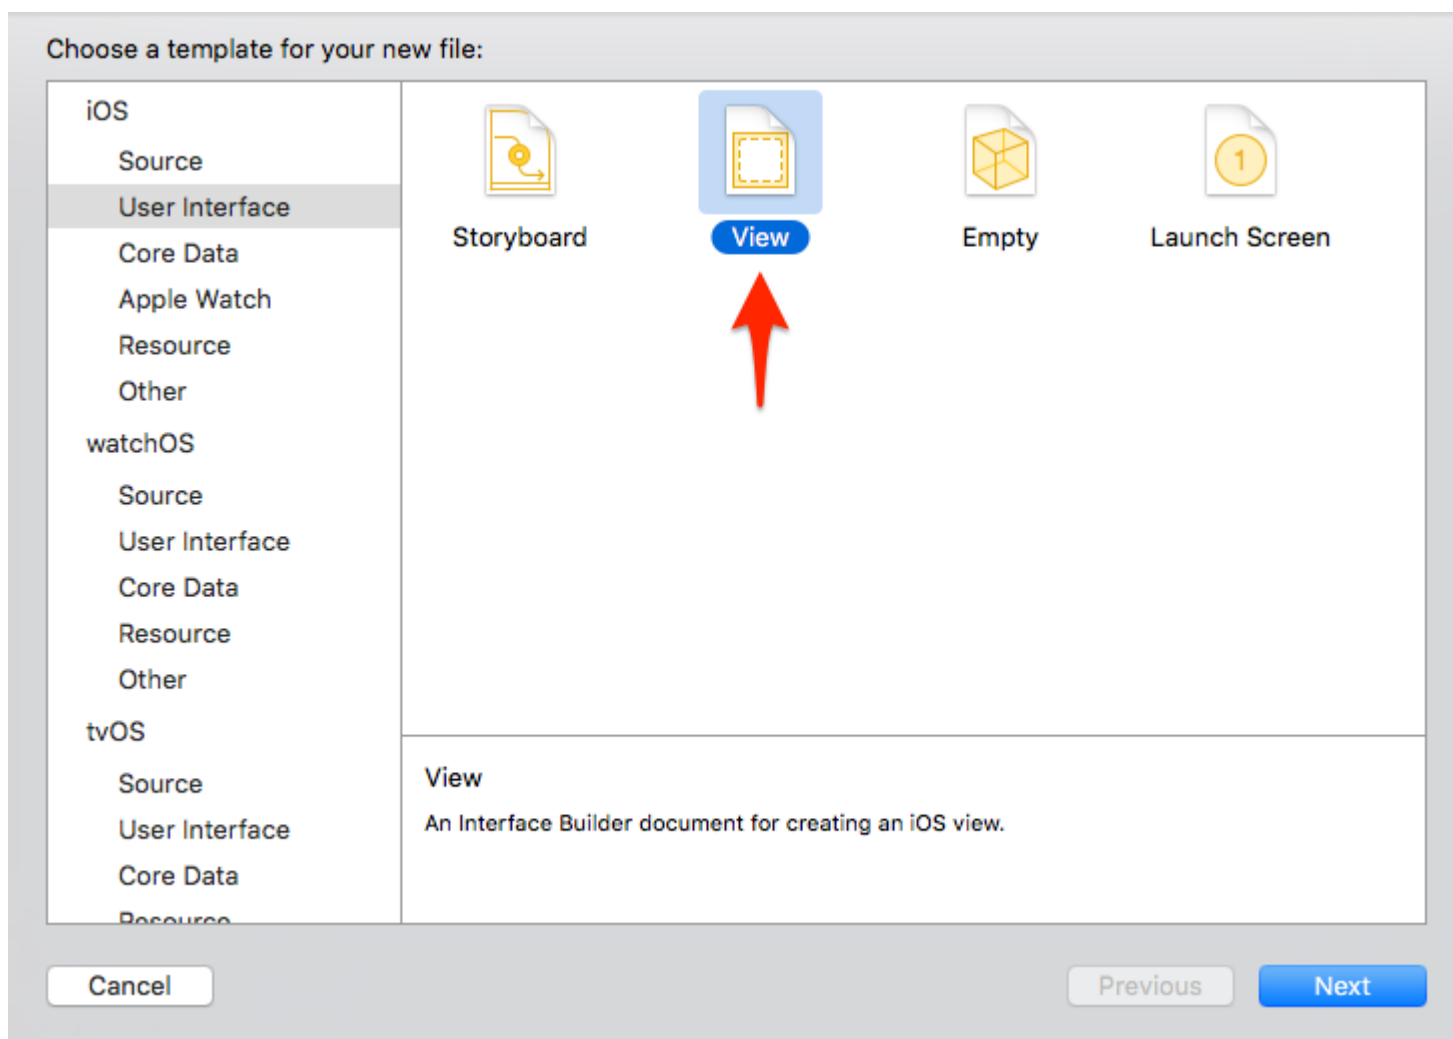 Choose a template for your new file:
iOS
Source
User Interface
Core Data
Apple Watch
Resource
Other
watchOS
Source
User Interface
Core Data
Resource
Other
tvOS
Source
User Interface
Core Data
Resource
Storyboard
View
Empty
1
Launch Screen
View
An Interface Builder document for creating an iOS view.
Cancel
Previous
Next